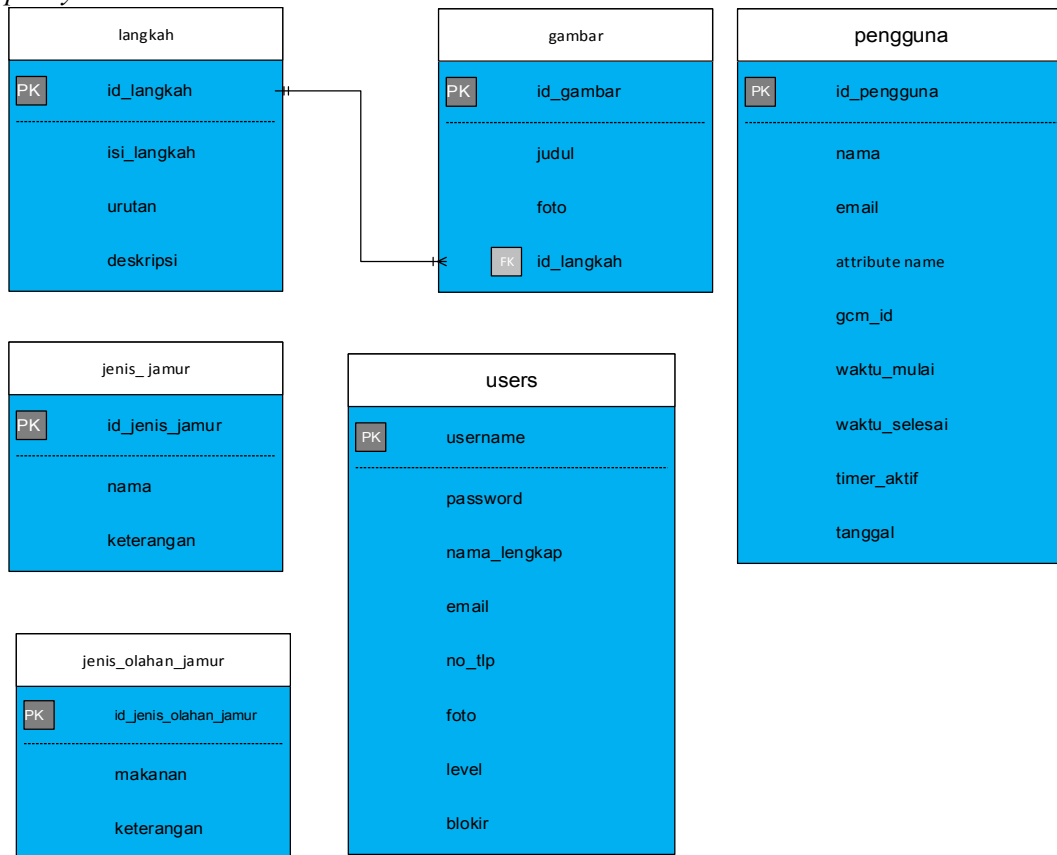 langkah
PK id_langkah
isi_langkah
urutan
deskripsi
gambar
PK id_gambar
judul
foto
FK id_langkah
pengguna
PK id_pengguna
nama
email
attribute name
gcm_id
waktu_mulai
waktu_selesai
timer_aktif
tanggal
jenis_ jamur
PK id_jenis_jamur
nama
keterangan
users
PK username
password
nama_lengkap
email
no_tlp
foto
level
blokir
jenis_olahan_jamur
PK id_jenis_olahan_jamur
makanan
keterangan